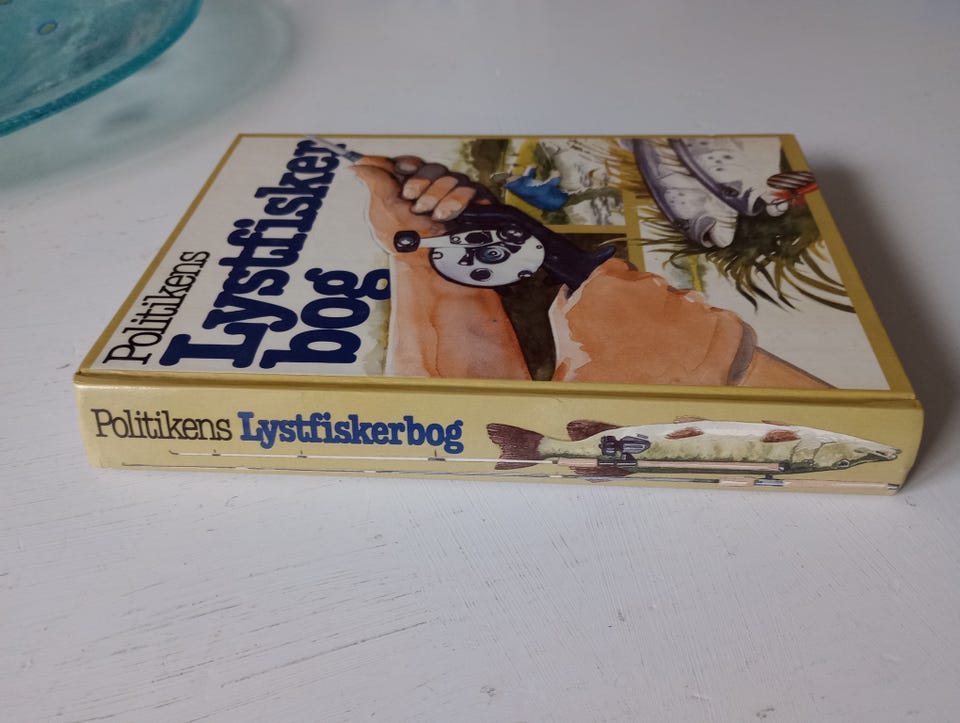 Politikens
Lystfisker
bog
Politikens Lystfiskerbog